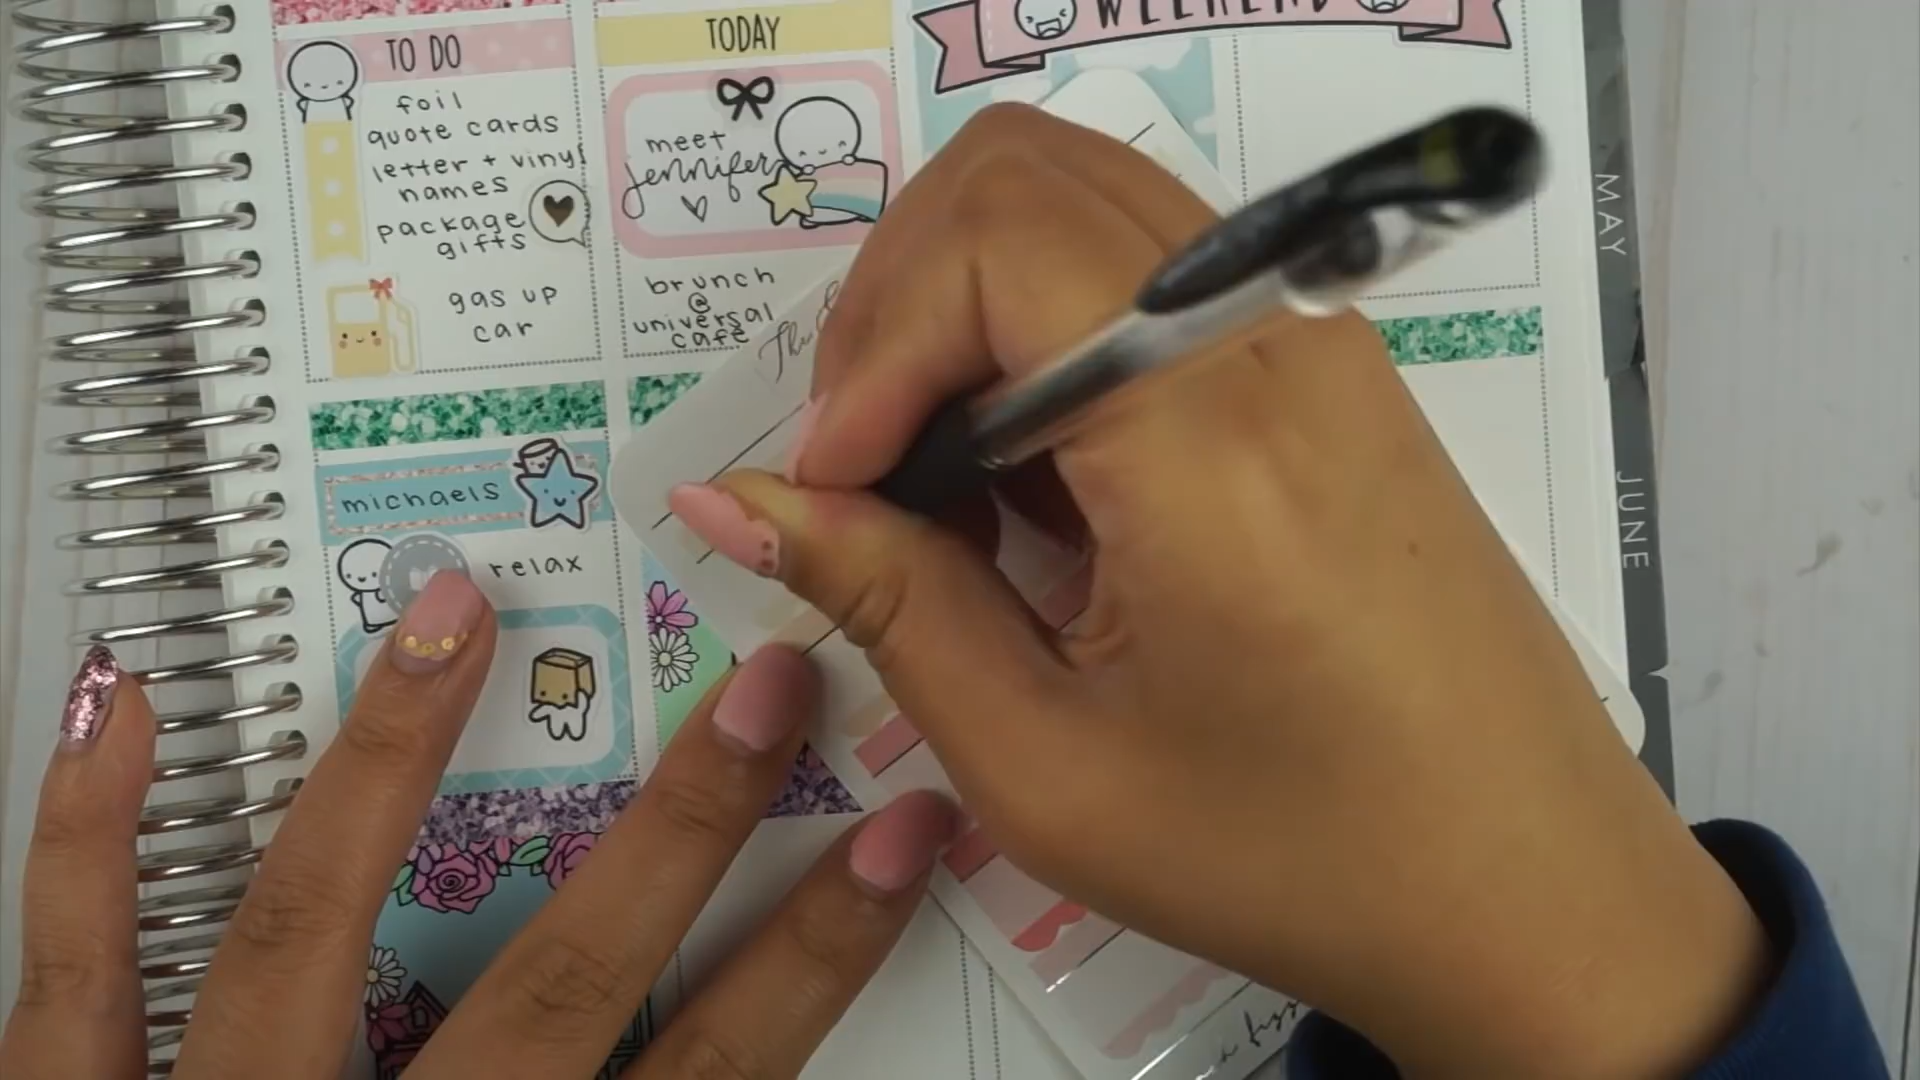 TO DO
foil
quote cards
letter + vinyl
names
package
gifts
gas up
car
TODAY
meet
jennifer
brunch
@
universal
cafe
WEEKEND
michaels
relax
MAY
JUNE